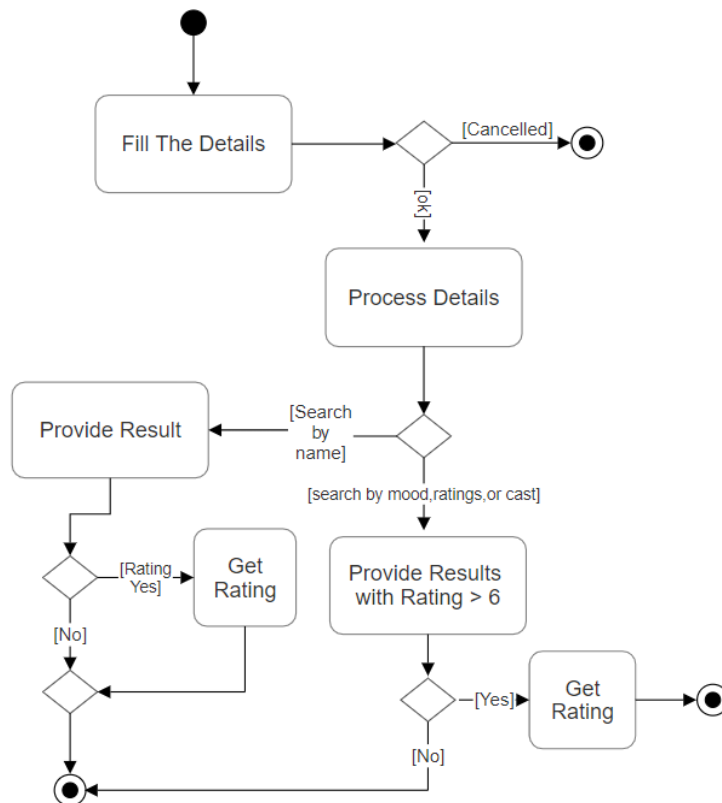 Fill The Details
[Cancelled]
[ok]
Process Details
Provide Result
[Search
by
name]
[search by mood,ratings,or cast]
[Rating
Yes]
Get
Rating
Provide Results
with Rating > 6
[No]
[Yes]
Get
Rating
[No]